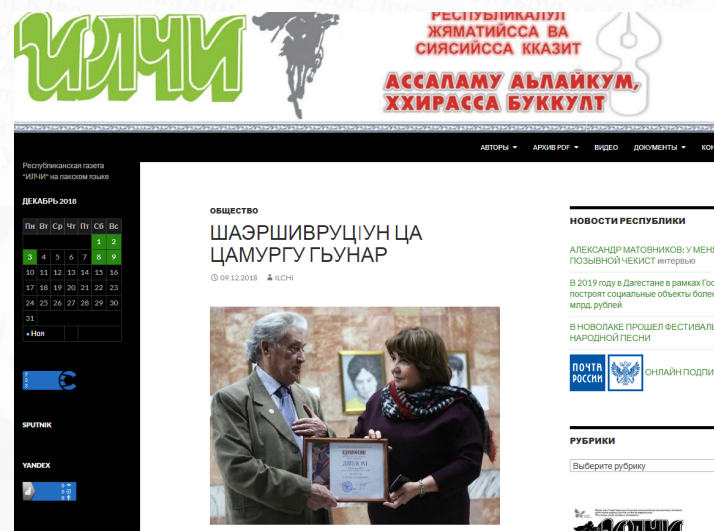 ИЛЧИ
РЕСПУБЛИКАЛУЛ
ЖЯМАТИЙССА ВА
СИЯСИЙССА ККАЗИТ
АССАЛАМУ АЬЛАЙКУМ,
ХХИРАССА БУККУЛТ
АВТОРЫ АРХИВ PDF ВИДЕО ДОКУМЕНТЫ КОН
Республиканская газета
"ИЛЧИ" на лакском языке
ДЕКАБРЬ 2018
Пн Вт Ср Чт Пт Сб Вс
1 2
3 4 5 6 7 8 9
10 11 12 13 14 15 16
17 18 19 20 21 22 23
24 25 26 27 28 29 30
31
« Ноя
SPUTNIK
YANDEX
ОБЩЕСТВО
ШАЭРШИВРУЦIУН ЦА
ЦАМУРГУ ГЬУНАР
09.12.2018 ILCHI
ДИПЛОМ
НОВОСТИ РЕСПУБЛИКИ
АЛЕКСАНДР МАТОВНИКОВ: У МЕНЯ
ПОЗЫВНОЙ ЧЕКИСТ интервью
В 2019 году в Дагестане в рамках Гос
построят социальные объекты более
млрд. рублей
В НОВОЛАКЕ ПРОШЕЛ ФЕСТИВАЛЬ
НАРОДНОЙ ПЕСНИ
ПОЧТА
РОССИИ
ОНЛАЙН ПОДПИ
РУБРИКИ
Выберите рубрику
ИЛЧИ